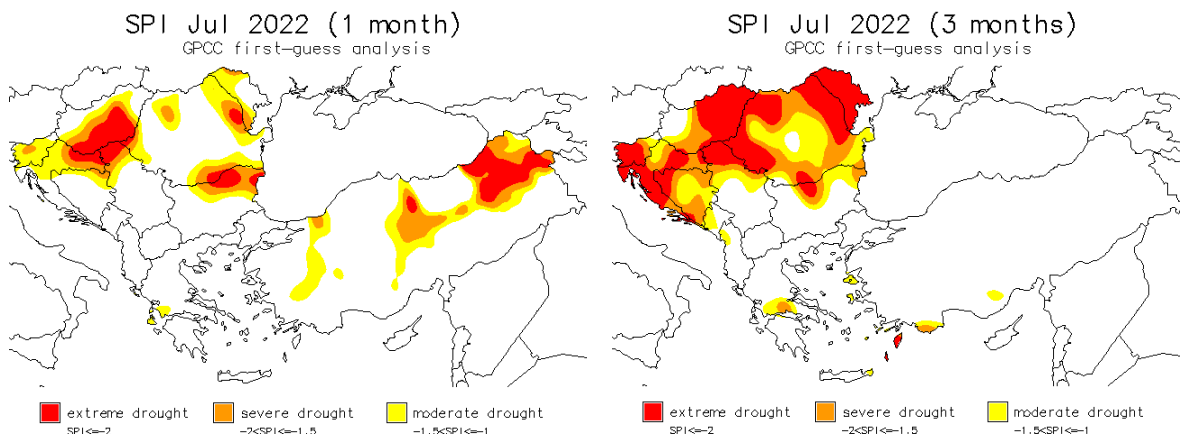 SPI Jul 2022 (1 month)
GPCC first-guess analysis
extreme drought
SPI<=-2
severe drought
-2<SPI<=-1.5
moderate drought
-1.5<SPI<=-1
SPI Jul 2022 (3 months)
GPCC first-guess analysis
extreme drought
SPI<=-2
severe drought
-2<SPI<=-1.5
moderate drought
-1.5<SPI<=-1